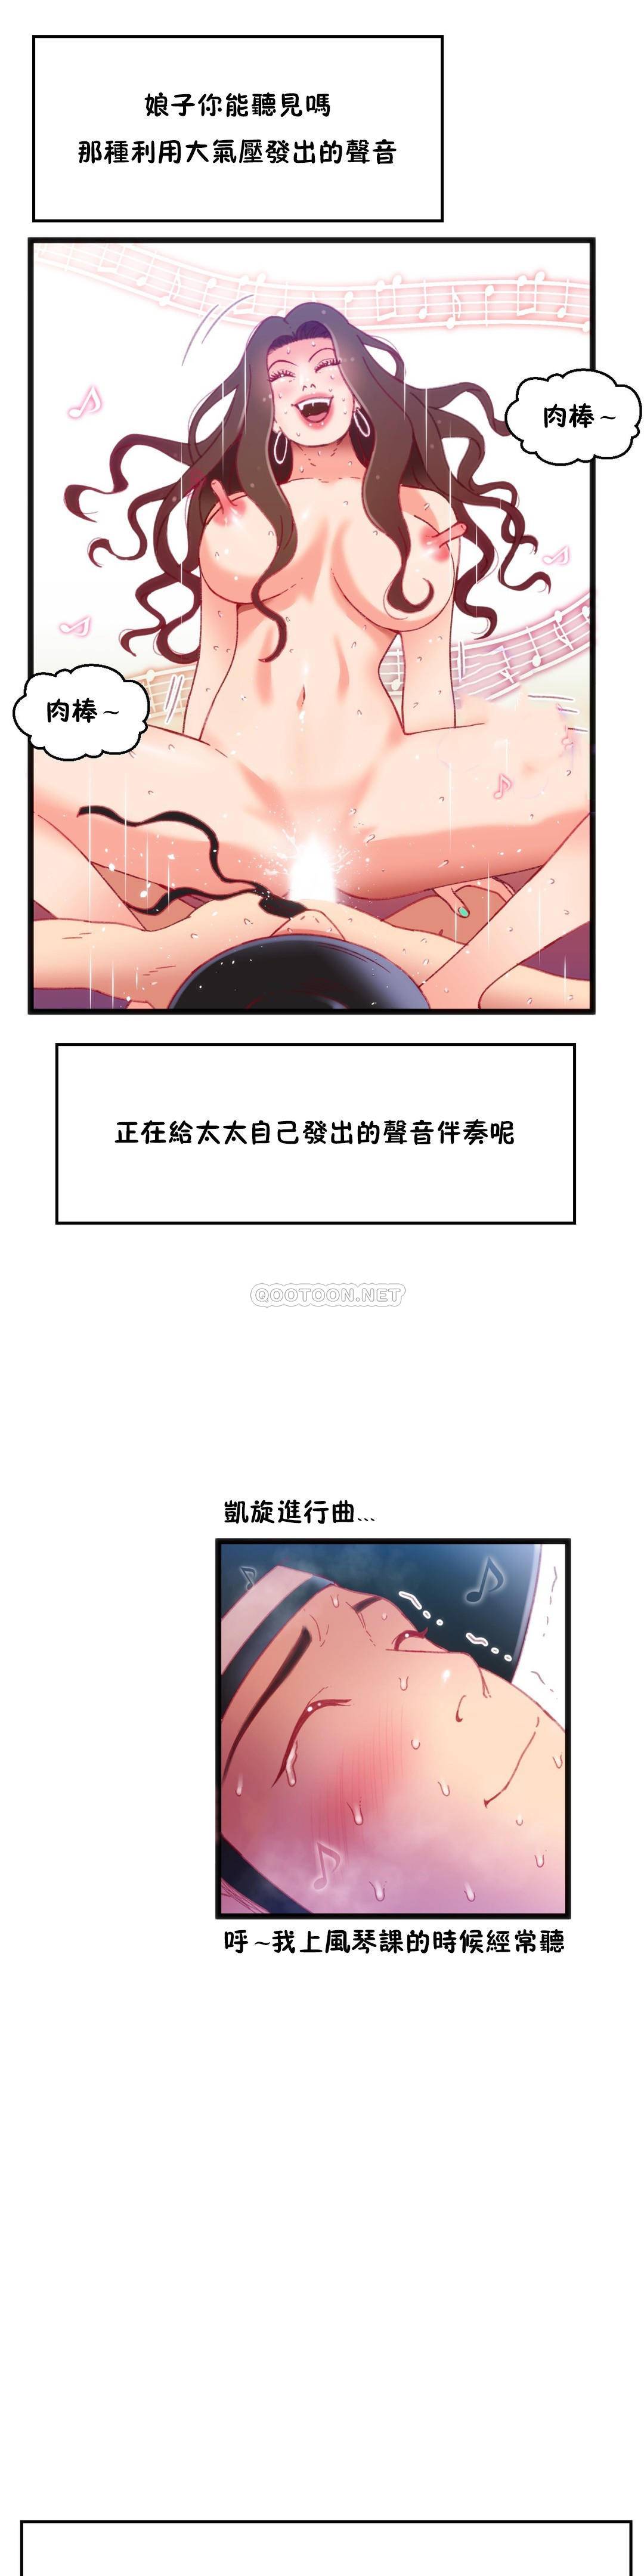 娘子你能聽見嗎
那種利用大氣壓發出的聲音
肉棒~
肉棒~
正在給太太自己發出的聲音伴奏呢
QOOTOON.NET
凱旋進行曲...
呼~我上風琴課的時候經常聽